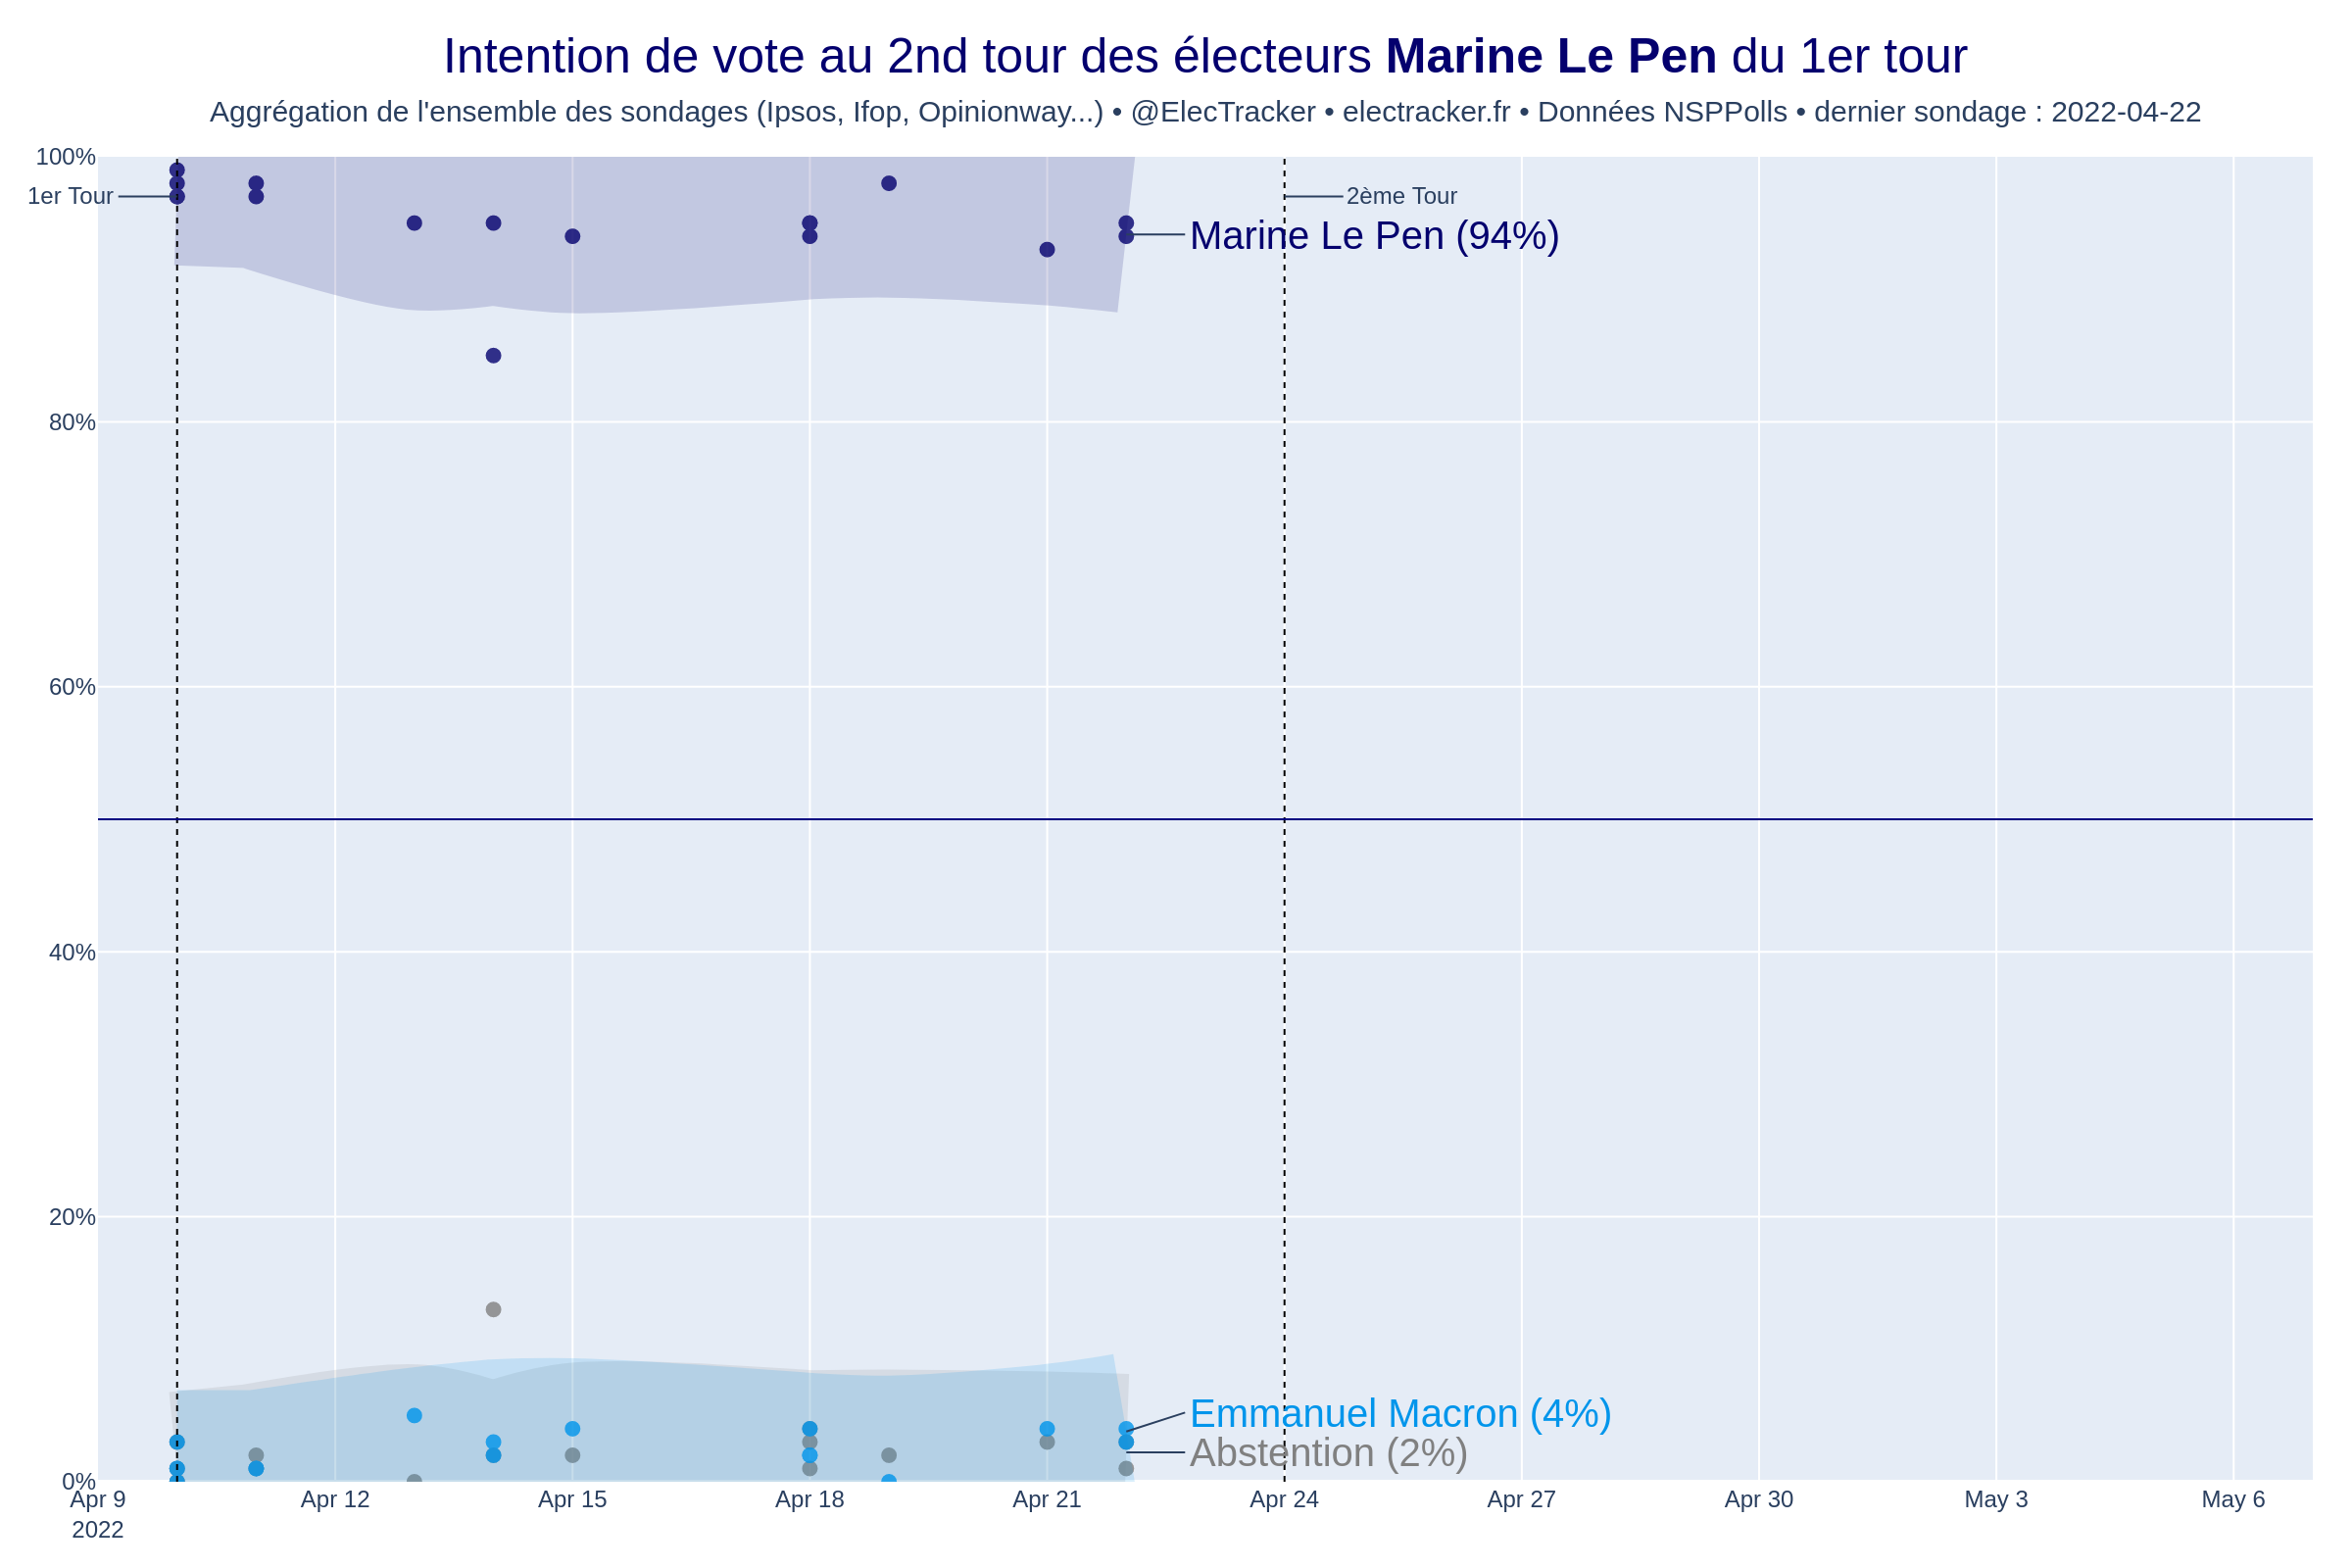 Intention de vote au 2nd tour des électeurs Marine Le Pen du 1er tour
Aggrégation de l'ensemble des sondages (Ipsos, Ifop, Opinionway...) • @ElecTracker • electracker.fr • Données NSPPolls • dernier sondage : 2022-04-22
100%
1er Tour
2ème Tour
Marine Le Pen (94%)
80%
60%
40%
20%
Emmanuel Macron (4%)
Abstention (2%)
0%
Apr 9 Apr 12 Apr 15 Apr 18 Apr 21 Apr 24 Apr 27 Apr 30 May 3 May 6
2022